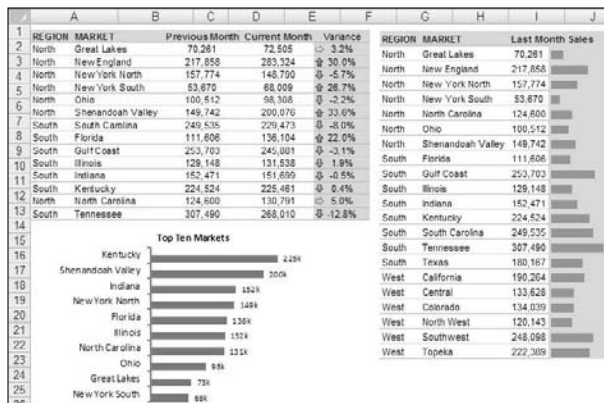 A B C D E F G H I J
1
2
3
4
5
6
7
8
9
10
11
12
13
14
15
16
17
18
19
20
21
22
23
24
25
REGION MARKET Previous Month Current Month Variance
North Great Lakes 70,261 72,505 3.2%
North New England 217,858 283,324 30.0%
North New York North 157,774 148,790 -5.7%
North New York South 53,670 68,009 26.7%
North Ohio 100,512 98,308 -2.2%
North Shenandoah Valley 149,742 200,076 33.6%
South South Carolina 249,535 229,473 -8.0%
South Florida 111,606 136,104 22.0%
South Gulf Coast 253,703 245,881 -3.1%
South Illinois 129,148 131,538 1.9%
South Indiana 152,471 151,699 -0.5%
South Kentucky 224,524 225,461 0.4%
North North Carolina 124,600 130,791 5.0%
South Tennessee 307,490 268,010 -12.8%
Top Ten Markets
Kentucky 225k
Shenandoah Valley 200k
Indiana 152k
New York North 149k
Florida 136k
Illinois 132k
North Carolina 131k
Ohio 98k
Great Lakes 73k
New York South 68k
REGION MARKET Last Month Sales
North Great Lakes 70,261
North New England 217,858
North New York North 157,774
North New York South 53,670
North North Carolina 124,600
North Ohio 100,512
North Shenandoah Valley 149,742
South Florida 111,606
South Gulf Coast 253,703
South Illinois 129,148
South Indiana 152,471
South Kentucky 224,524
South South Carolina 249,535
South Tennessee 307,490
South Texas 180,167
West California 190,264
West Central 133,628
West Colorado 134,039
West North West 120,143
West Southwest 248,098
West Topeka 222,389